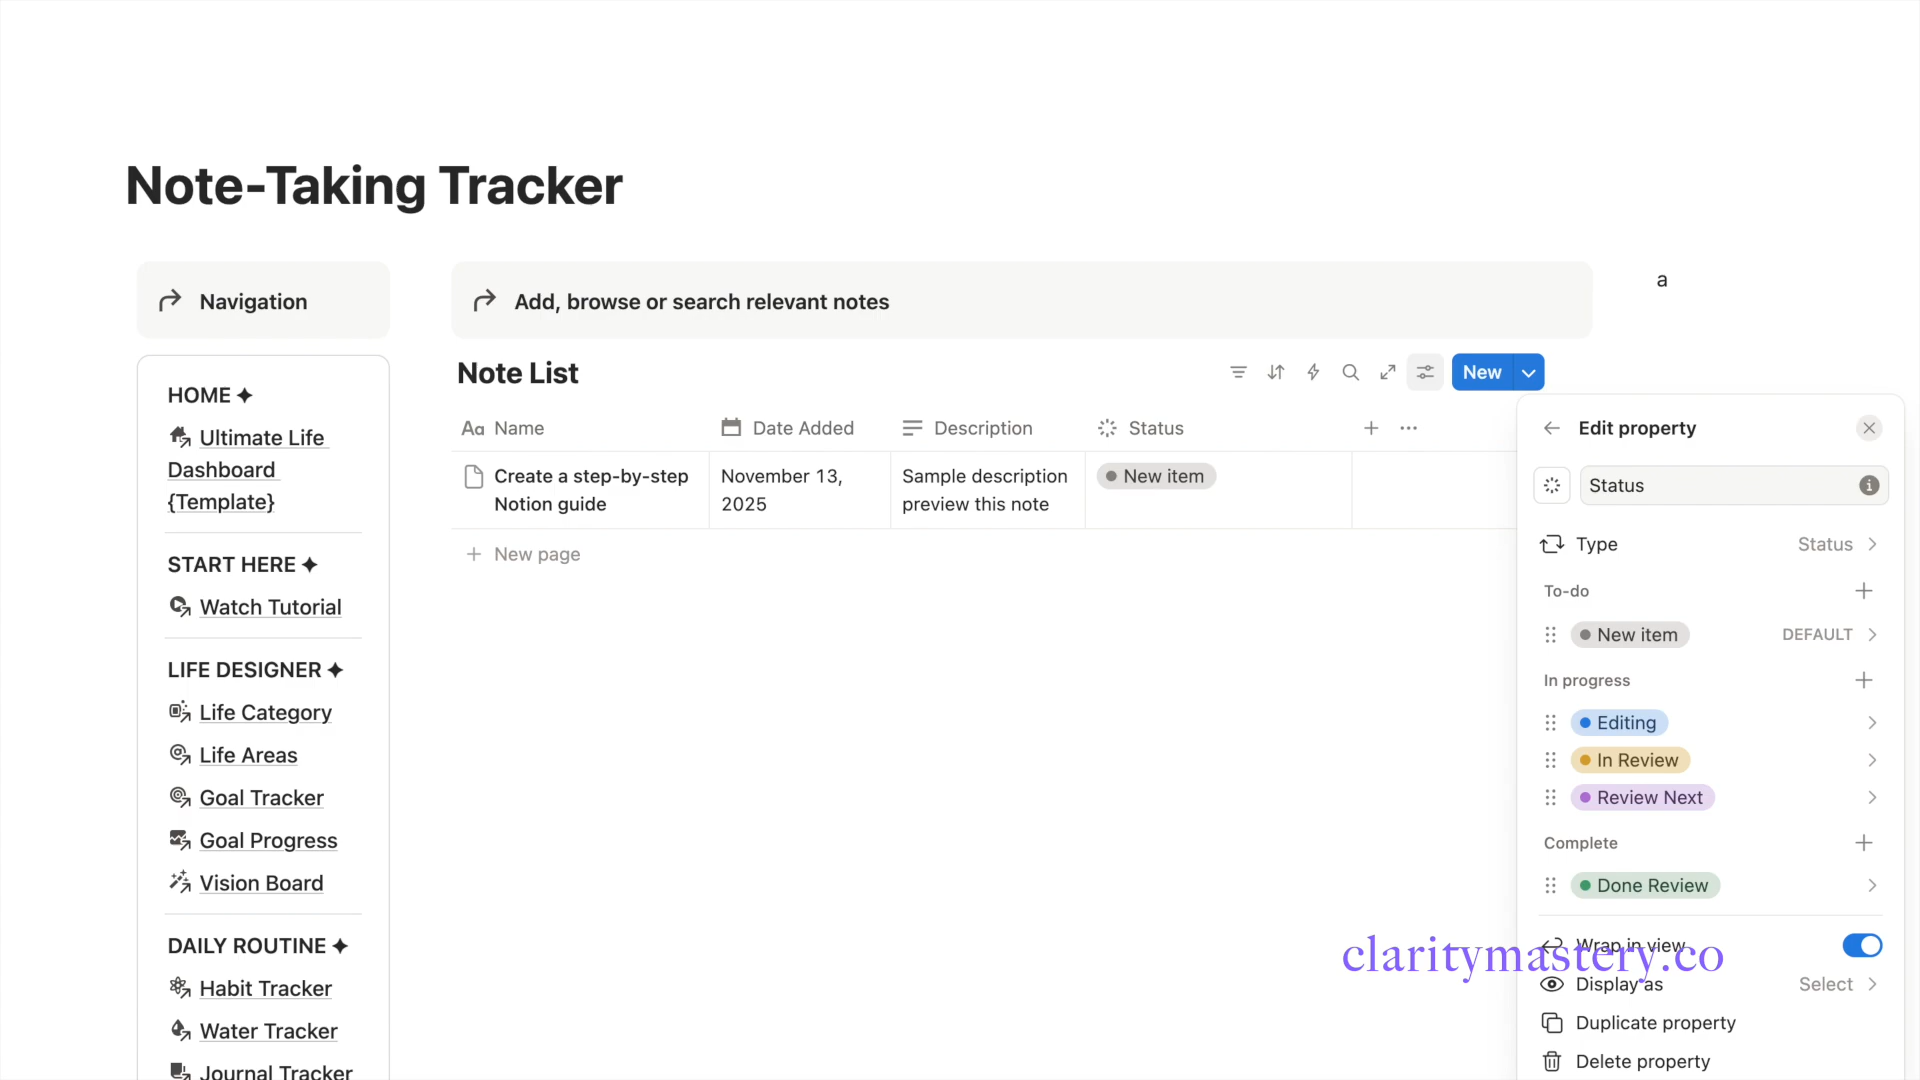 Note-Taking Tracker
Navigation
HOME ✦
Ultimate Life
Dashboard
{Template}
START HERE ✦
Watch Tutorial
LIFE DESIGNER ✦
Life Category
Life Areas
Goal Tracker
Goal Progress
Vision Board
DAILY ROUTINE ✦
Habit Tracker
Water Tracker
Journal Tracker
Add, browse or search relevant notes
a
Note List
New
Aa Name
Date Added
Description
Status
Create a step-by-step
Notion guide
November 13,
2025
Sample description
preview this note
New item
New page
Edit property
Status
Type
Status
To-do
New item
DEFAULT
In progress
Editing
In Review
Review Next
Complete
Done Review
Wrap in view
claritymastery.co
Display as
Select
Duplicate property
Delete property